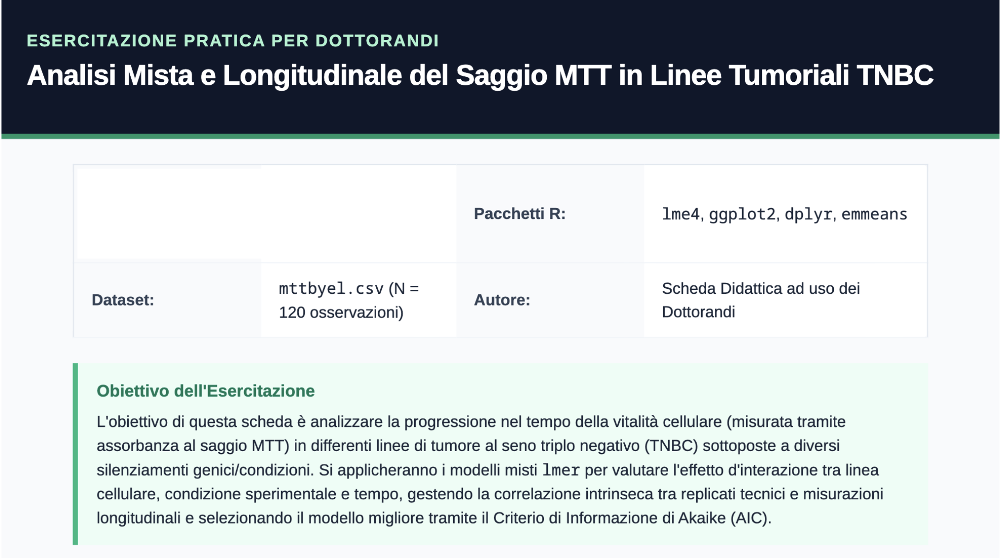 ESERCITAZIONE PRATICA PER DOTTORANDI
Analisi Mista e Longitudinale del Saggio MTT in Linee Tumoriali TNBC
Pacchetti R:
lme4, ggplot2, dplyr, emmeans
Dataset:
mttbyel.csv (N =
120 osservazioni)
Autore:
Scheda Didattica ad uso dei
Dottorandi
Obiettivo dell'Esercitazione
L'obiettivo di questa scheda è analizzare la progressione nel tempo della vitalità cellulare (misurata tramite
assorbanza al saggio MTT) in differenti linee di tumore al seno triplo negativo (TNBC) sottoposte a diversi
silenziamenti genici/condizioni. Si applicheranno i modelli misti lmer per valutare l'effetto d'interazione tra linea
cellulare, condizione sperimentale e tempo, gestendo la correlazione intrinseca tra replicati tecnici e misurazioni
longitudinali e selezionando il modello migliore tramite il Criterio di Informazione di Akaike (AIC).